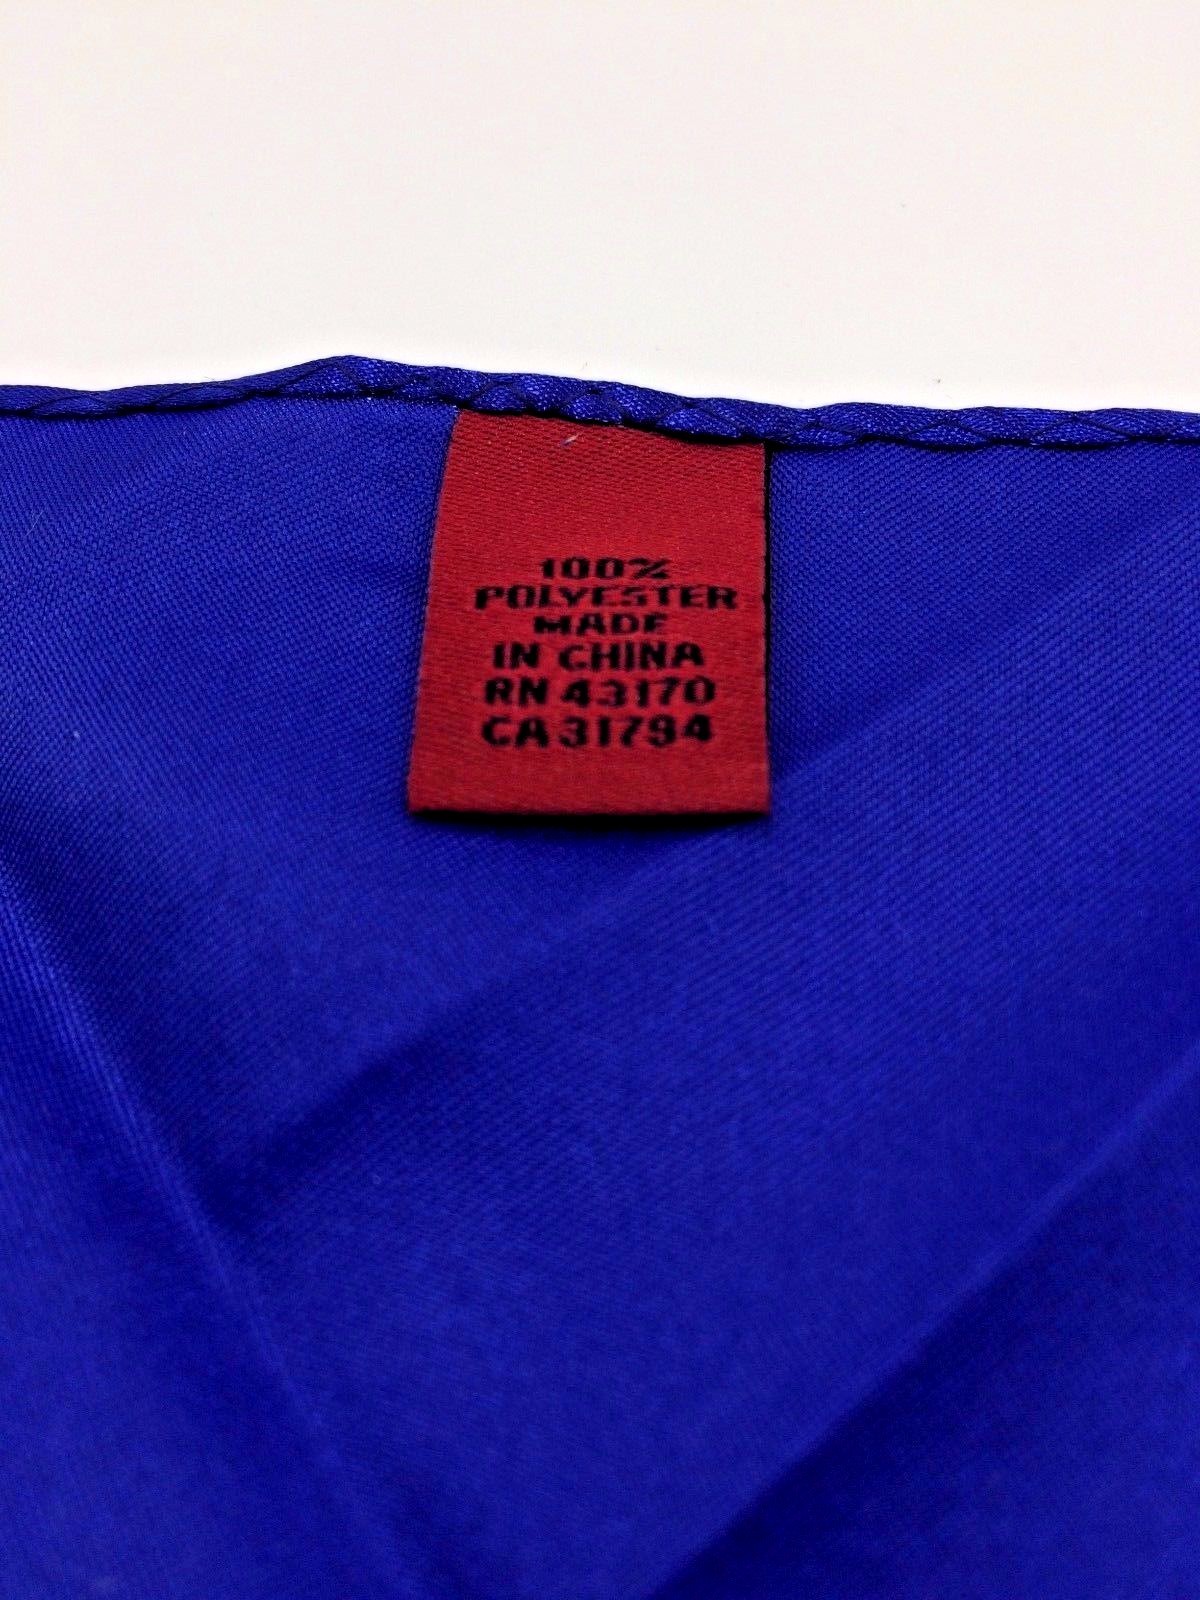 100%
POLYESTER
MADE
IN CHINA
RN 43170
CA 31794